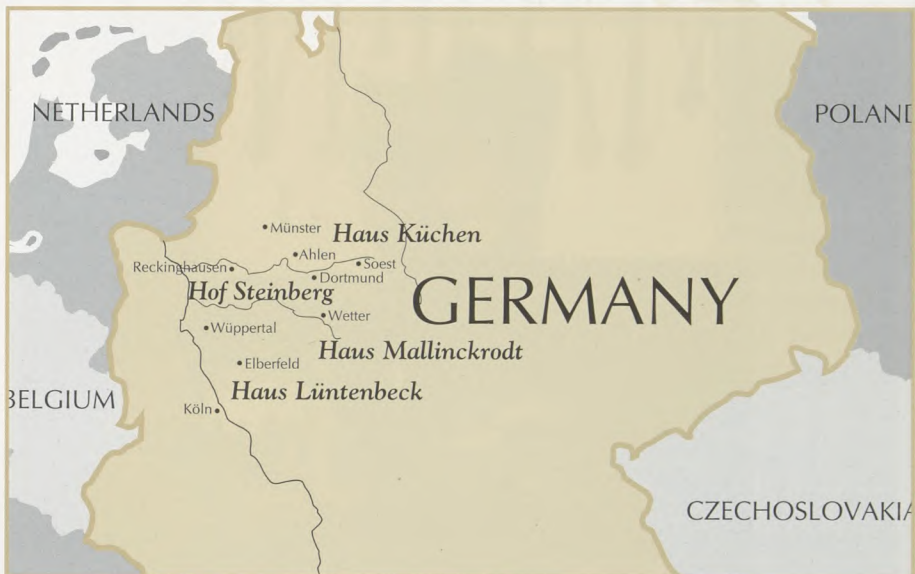 NETHERLANDS
POLAND
Münster
Haus Küchen
Ahlen
Soest
Reckinghausen
Dortmund
Hof Steinberg
GERMANY
Wetter
Wüppertal
Haus Mallinckrodt
Elberfeld
BELGIUM
Haus Lüntenbeck
Köln
CZECHOSLOVAKIA